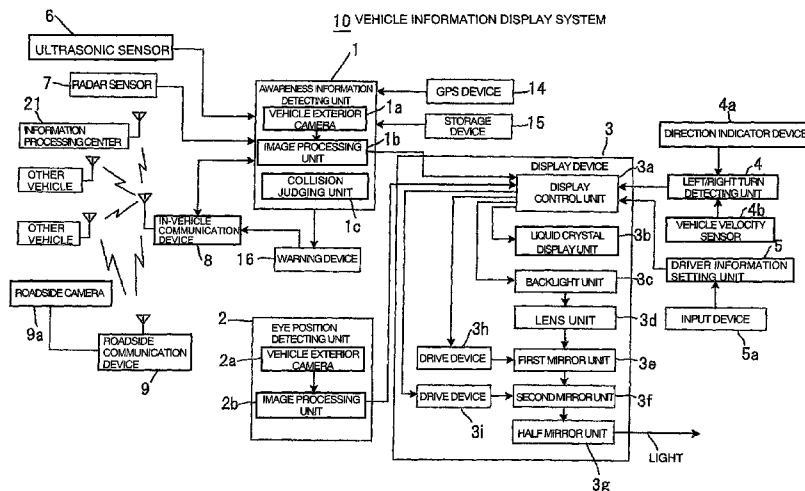 10 VEHICLE INFORMATION DISPLAY SYSTEM
6
ULTRASONIC SENSOR
7
RADAR SENSOR
21
INFORMATION
PROCESSING CENTER
OTHER
VEHICLE
OTHER
VEHICLE
ROADSIDE CAMERA
9a
ROADSIDE
COMMUNICATION
DEVICE
9
IN-VEHICLE
COMMUNICATION
DEVICE
8
1
AWARENESS INFORMATION
DETECTING UNIT
1a
VEHICLE EXTERIOR
CAMERA
1b
IMAGE PROCESSING
UNIT
COLLISION
JUDGING UNIT
1c
16
WARNING DEVICE
GPS DEVICE
14
STORAGE
DEVICE
15
2
EYE POSITION
DETECTING UNIT
2a
VEHICLE EXTERIOR
CAMERA
2b
IMAGE PROCESSING
UNIT
3
DISPLAY DEVICE
3a
DISPLAY
CONTROL UNIT
LIQUID CRYSTAL
DISPLAY UNIT
3b
BACKLIGHT UNIT
3c
LENS UNIT
3d
3h
DRIVE DEVICE
FIRST MIRROR UNIT
3e
DRIVE DEVICE
3i
SECOND MIRROR UNIT
3f
HALF MIRROR UNIT
3g
LIGHT
4a
DIRECTION INDICATOR DEVICE
4
LEFT/RIGHT TURN
DETECTING UNIT
4b
VEHICLE VELOCITY
SENSOR
5
DRIVER INFORMATION
SETTING UNIT
INPUT DEVICE
5a